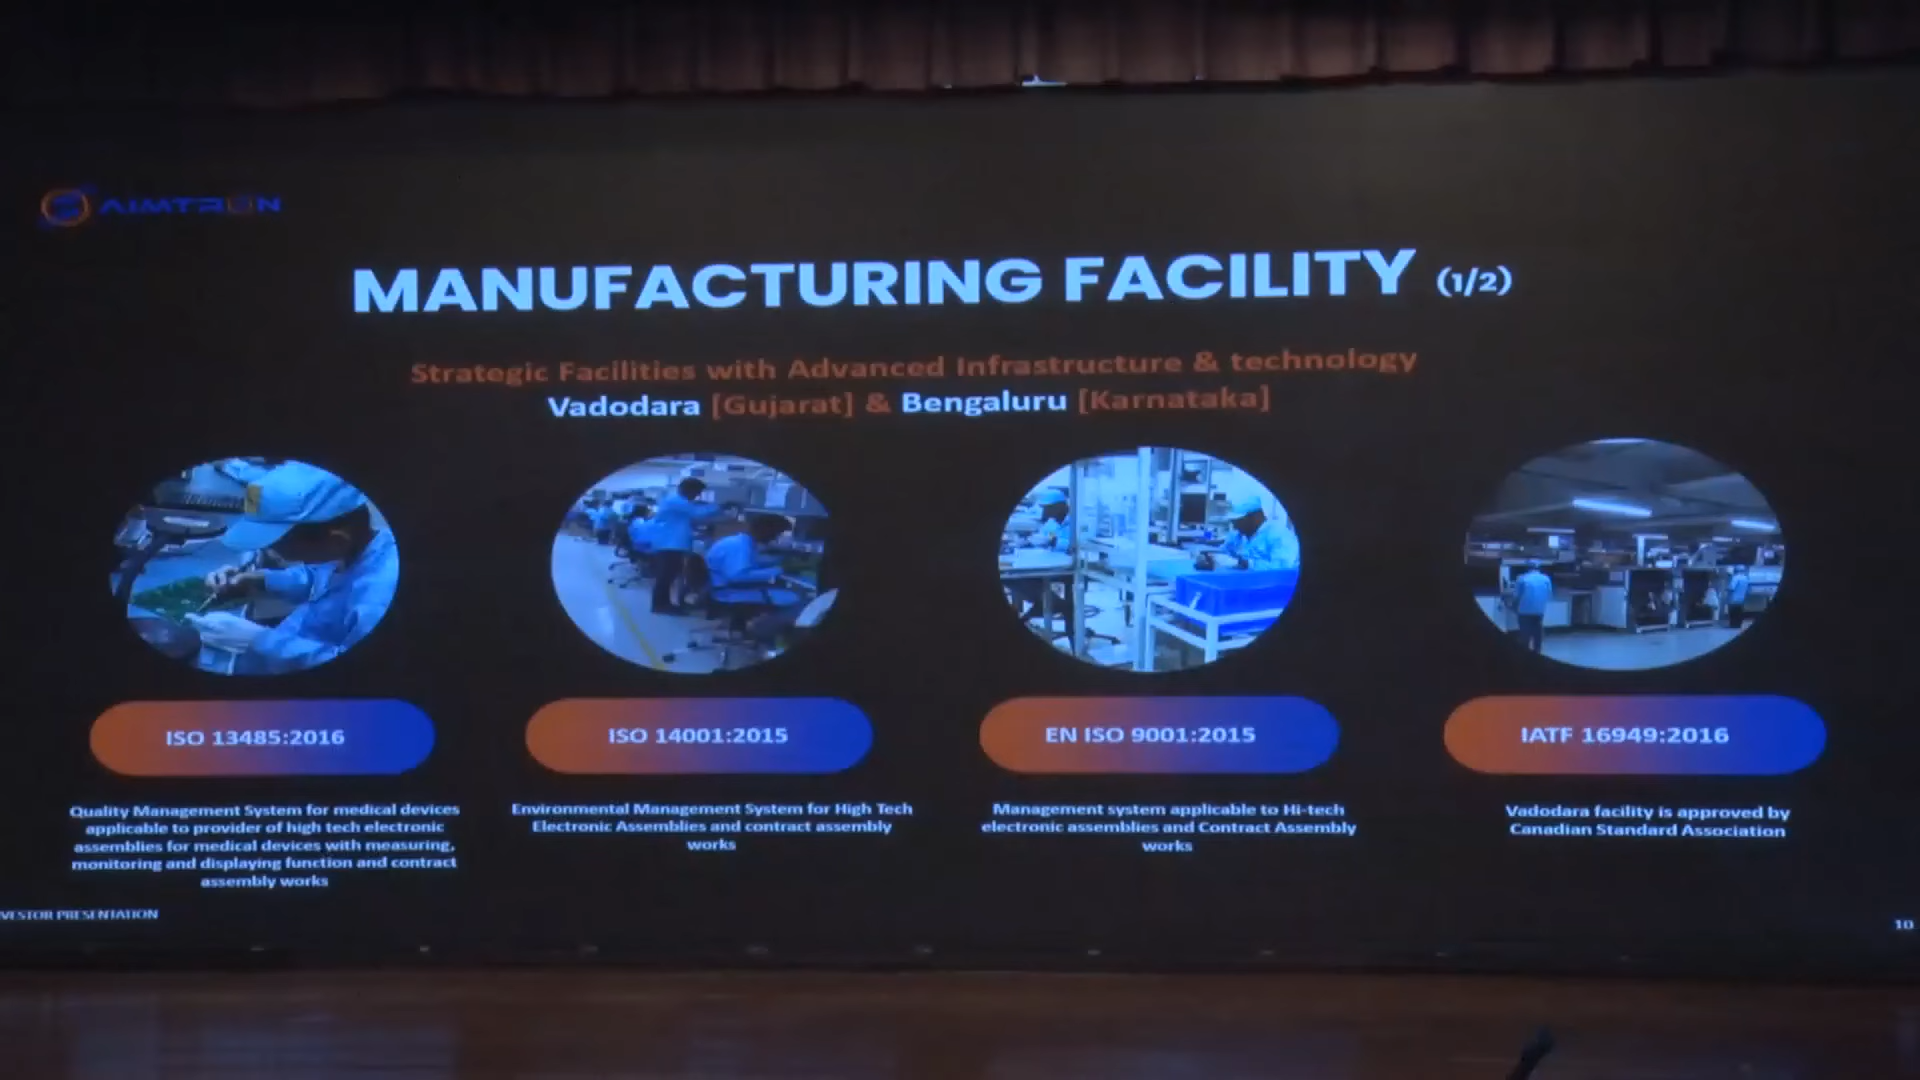 AIMTRON
MANUFACTURING FACILITY (1/2)
Strategic Facilities with Advanced Infrastructure & technology
Vadodara [Gujarat] & Bengaluru [Karnataka]
ISO 13485:2016
Quality Management System for medical devices
applicable to provider of high tech electronic
assemblies for medical devices with measuring,
monitoring and displaying function and contract
assembly works
ISO 14001:2015
Environmental Management System for High Tech
Electronic Assemblies and contract assembly
works
EN ISO 9001:2015
Management system applicable to Hi-tech
electronic assemblies and Contract Assembly
works
IATF 16949:2016
Vadodara facility is approved by
Canadian Standard Association
VESTOR PRESENTATION
10